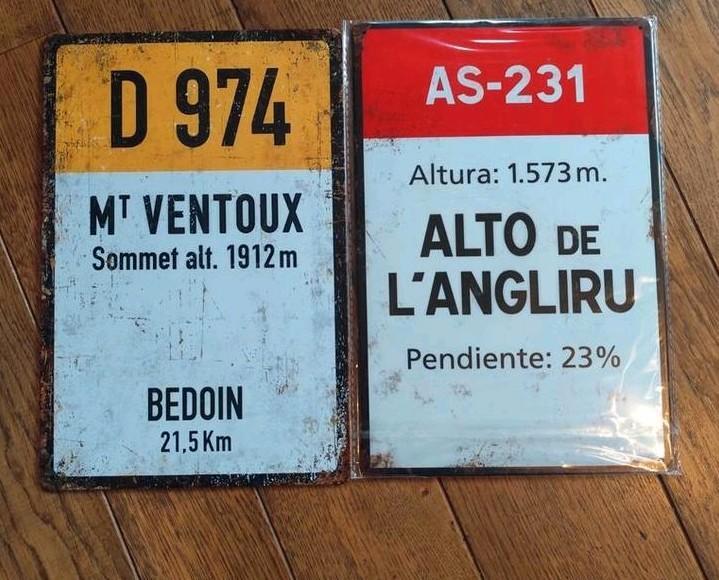 D 974
Mᵀ VENTOUX
Sommet alt. 1912 m
BEDOIN
21,5 Km
AS-231
Altura: 1.573 m.
ALTO DE
L'ANGLIRU
Pendiente: 23%